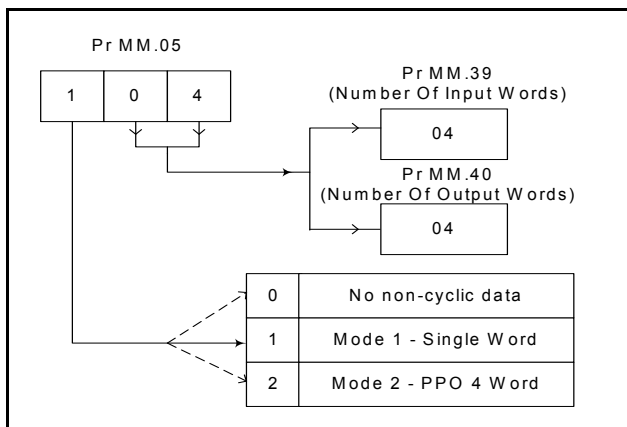 Pr MM.05
1 0 4
Pr MM.39
(Number Of Input Words)
04
Pr MM.40
(Number Of Output Words)
04
0 No non-cyclic data
1 Mode 1 - Single Word
2 Mode 2 - PPO 4 Word